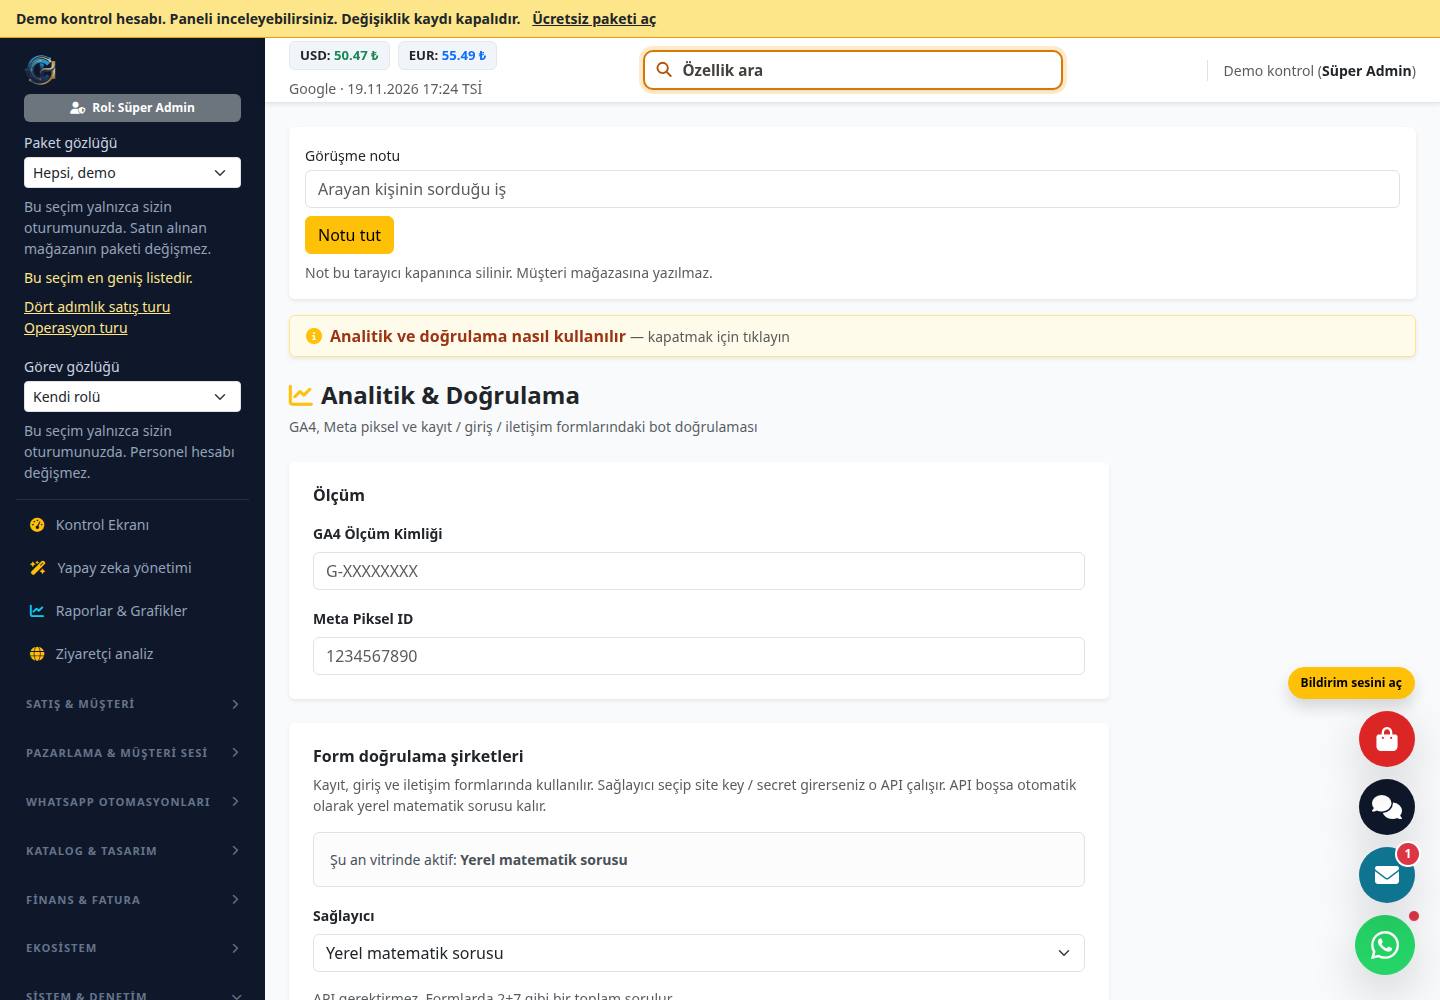 Demo kontrol hesabı. Paneli inceleyebilirsiniz. Değişiklik kaydı kapalıdır. Ücretsiz paketi aç
Rol: Süper Admin
Paket gözlüğü
Hepsi, demo
Bu seçim yalnızca sizin
oturumunuzda. Satın alınan
mağazanın paketi değişmez.
Bu seçim en geniş listedir.
Dört adımlık satış turu
Operasyon turu
Görev gözlüğü
Kendi rolü
Bu seçim yalnızca sizin
oturumunuzda. Personel hesabı
değişmez.
Kontrol Ekranı
Yapay zeka yönetimi
Raporlar & Grafikler
Ziyaretçi analiz
SATIŞ & MÜŞTERİ
PAZARLAMA & MÜŞTERİ SESİ
WHATSAPP OTOMASYONLARI
KATALOG & TASARIM
FİNANS & FATURA
EKOSİSTEM
SİSTEM & DENETİM
USD: 50.47 ₺ EUR: 55.49 ₺
Google · 19.11.2026 17:24 TSİ
Özellik ara
Demo kontrol (Süper Admin)
Görüşme notu
Arayan kişinin sorduğu iş
Notu tut
Not bu tarayıcı kapanınca silinir. Müşteri mağazasına yazılmaz.
Analitik ve doğrulama nasıl kullanılır — kapatmak için tıklayın
Analitik & Doğrulama
GA4, Meta piksel ve kayıt / giriş / iletişim formlarındaki bot doğrulaması
Ölçüm
GA4 Ölçüm Kimliği
G-XXXXXXXX
Meta Piksel ID
1234567890
Form doğrulama şirketleri
Kayıt, giriş ve iletişim formlarında kullanılır. Sağlayıcı seçip site key / secret girerseniz o API çalışır. API boşsa otomatik
olarak yerel matematik sorusu kalır.
Şu an vitrinde aktif: Yerel matematik sorusu
Sağlayıcı
Yerel matematik sorusu
API gerektirmez. Formlarda 2+7 gibi bir toplam sorulur.
Bildirim sesini aç
1